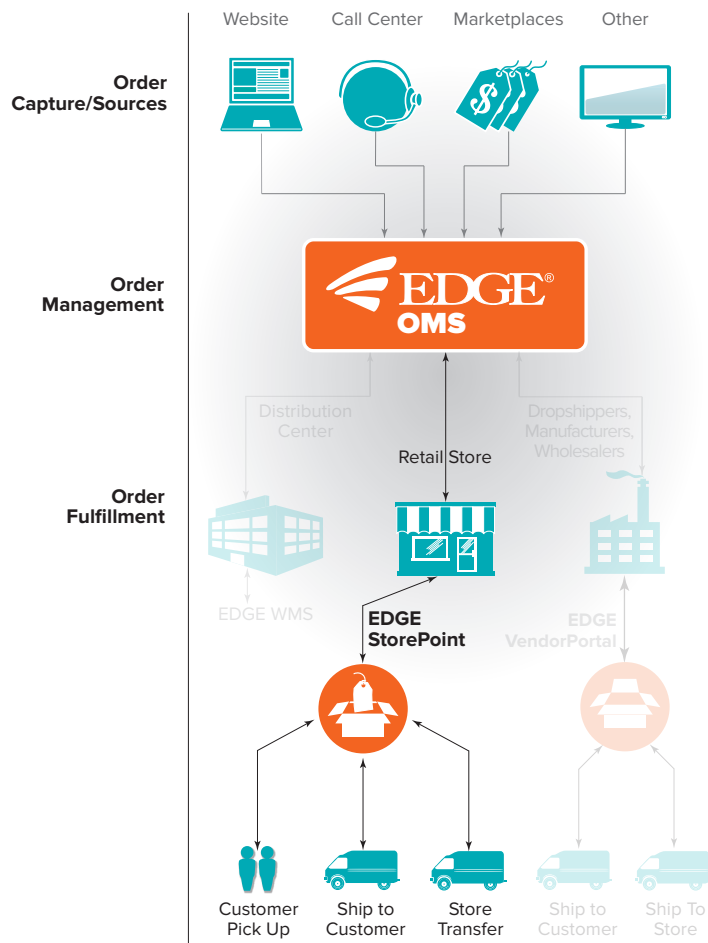 Website
Call Center
Marketplaces
Other
Order
Capture/Sources
$
EDGE®
OMS
Order
Management
Distribution
Center
Dropshippers,
Manufacturers,
Wholesalers
Retail Store
Order
Fulfillment
EDGE WMS
EDGE
StorePoint
EDGE
VendorPortal
Customer
Pick Up
Ship to
Customer
Store
Transfer
Ship to
Customer
Ship To
Store